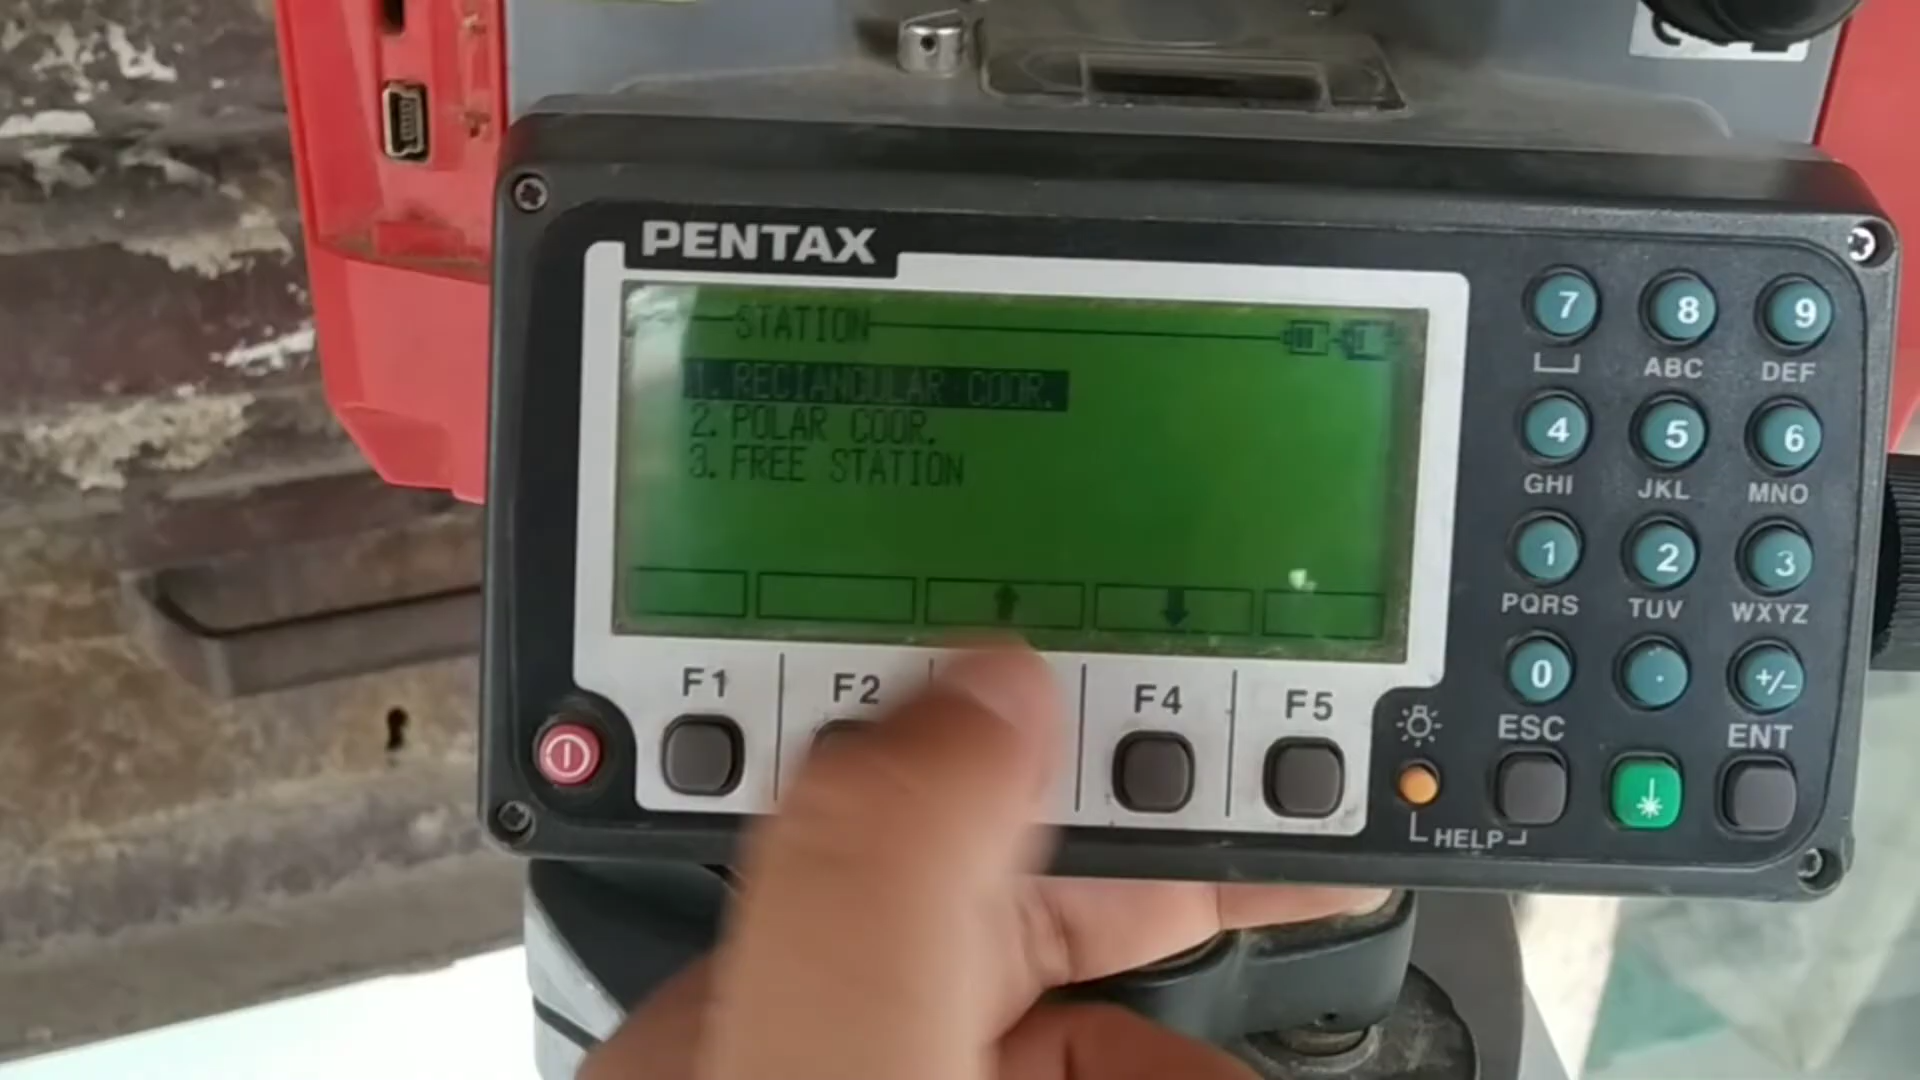 PENTAX
STATION
1. RECTANGULAR COOR.
2. POLAR COOR.
3. FREE STATION
F1 F2 F4 F5
7 8 9
ABC DEF
4 5 6
GHI JKL MNO
1 2 3
PQRS TUV WXYZ
0 . +/-
ESC ENT
HELP